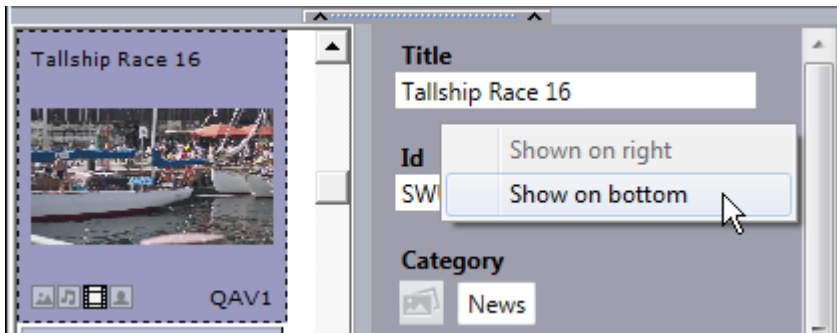 Tallship Race 16
QAV1
Title
Tallship Race 16
Id
SW
Shown on right
Show on bottom
Category
News